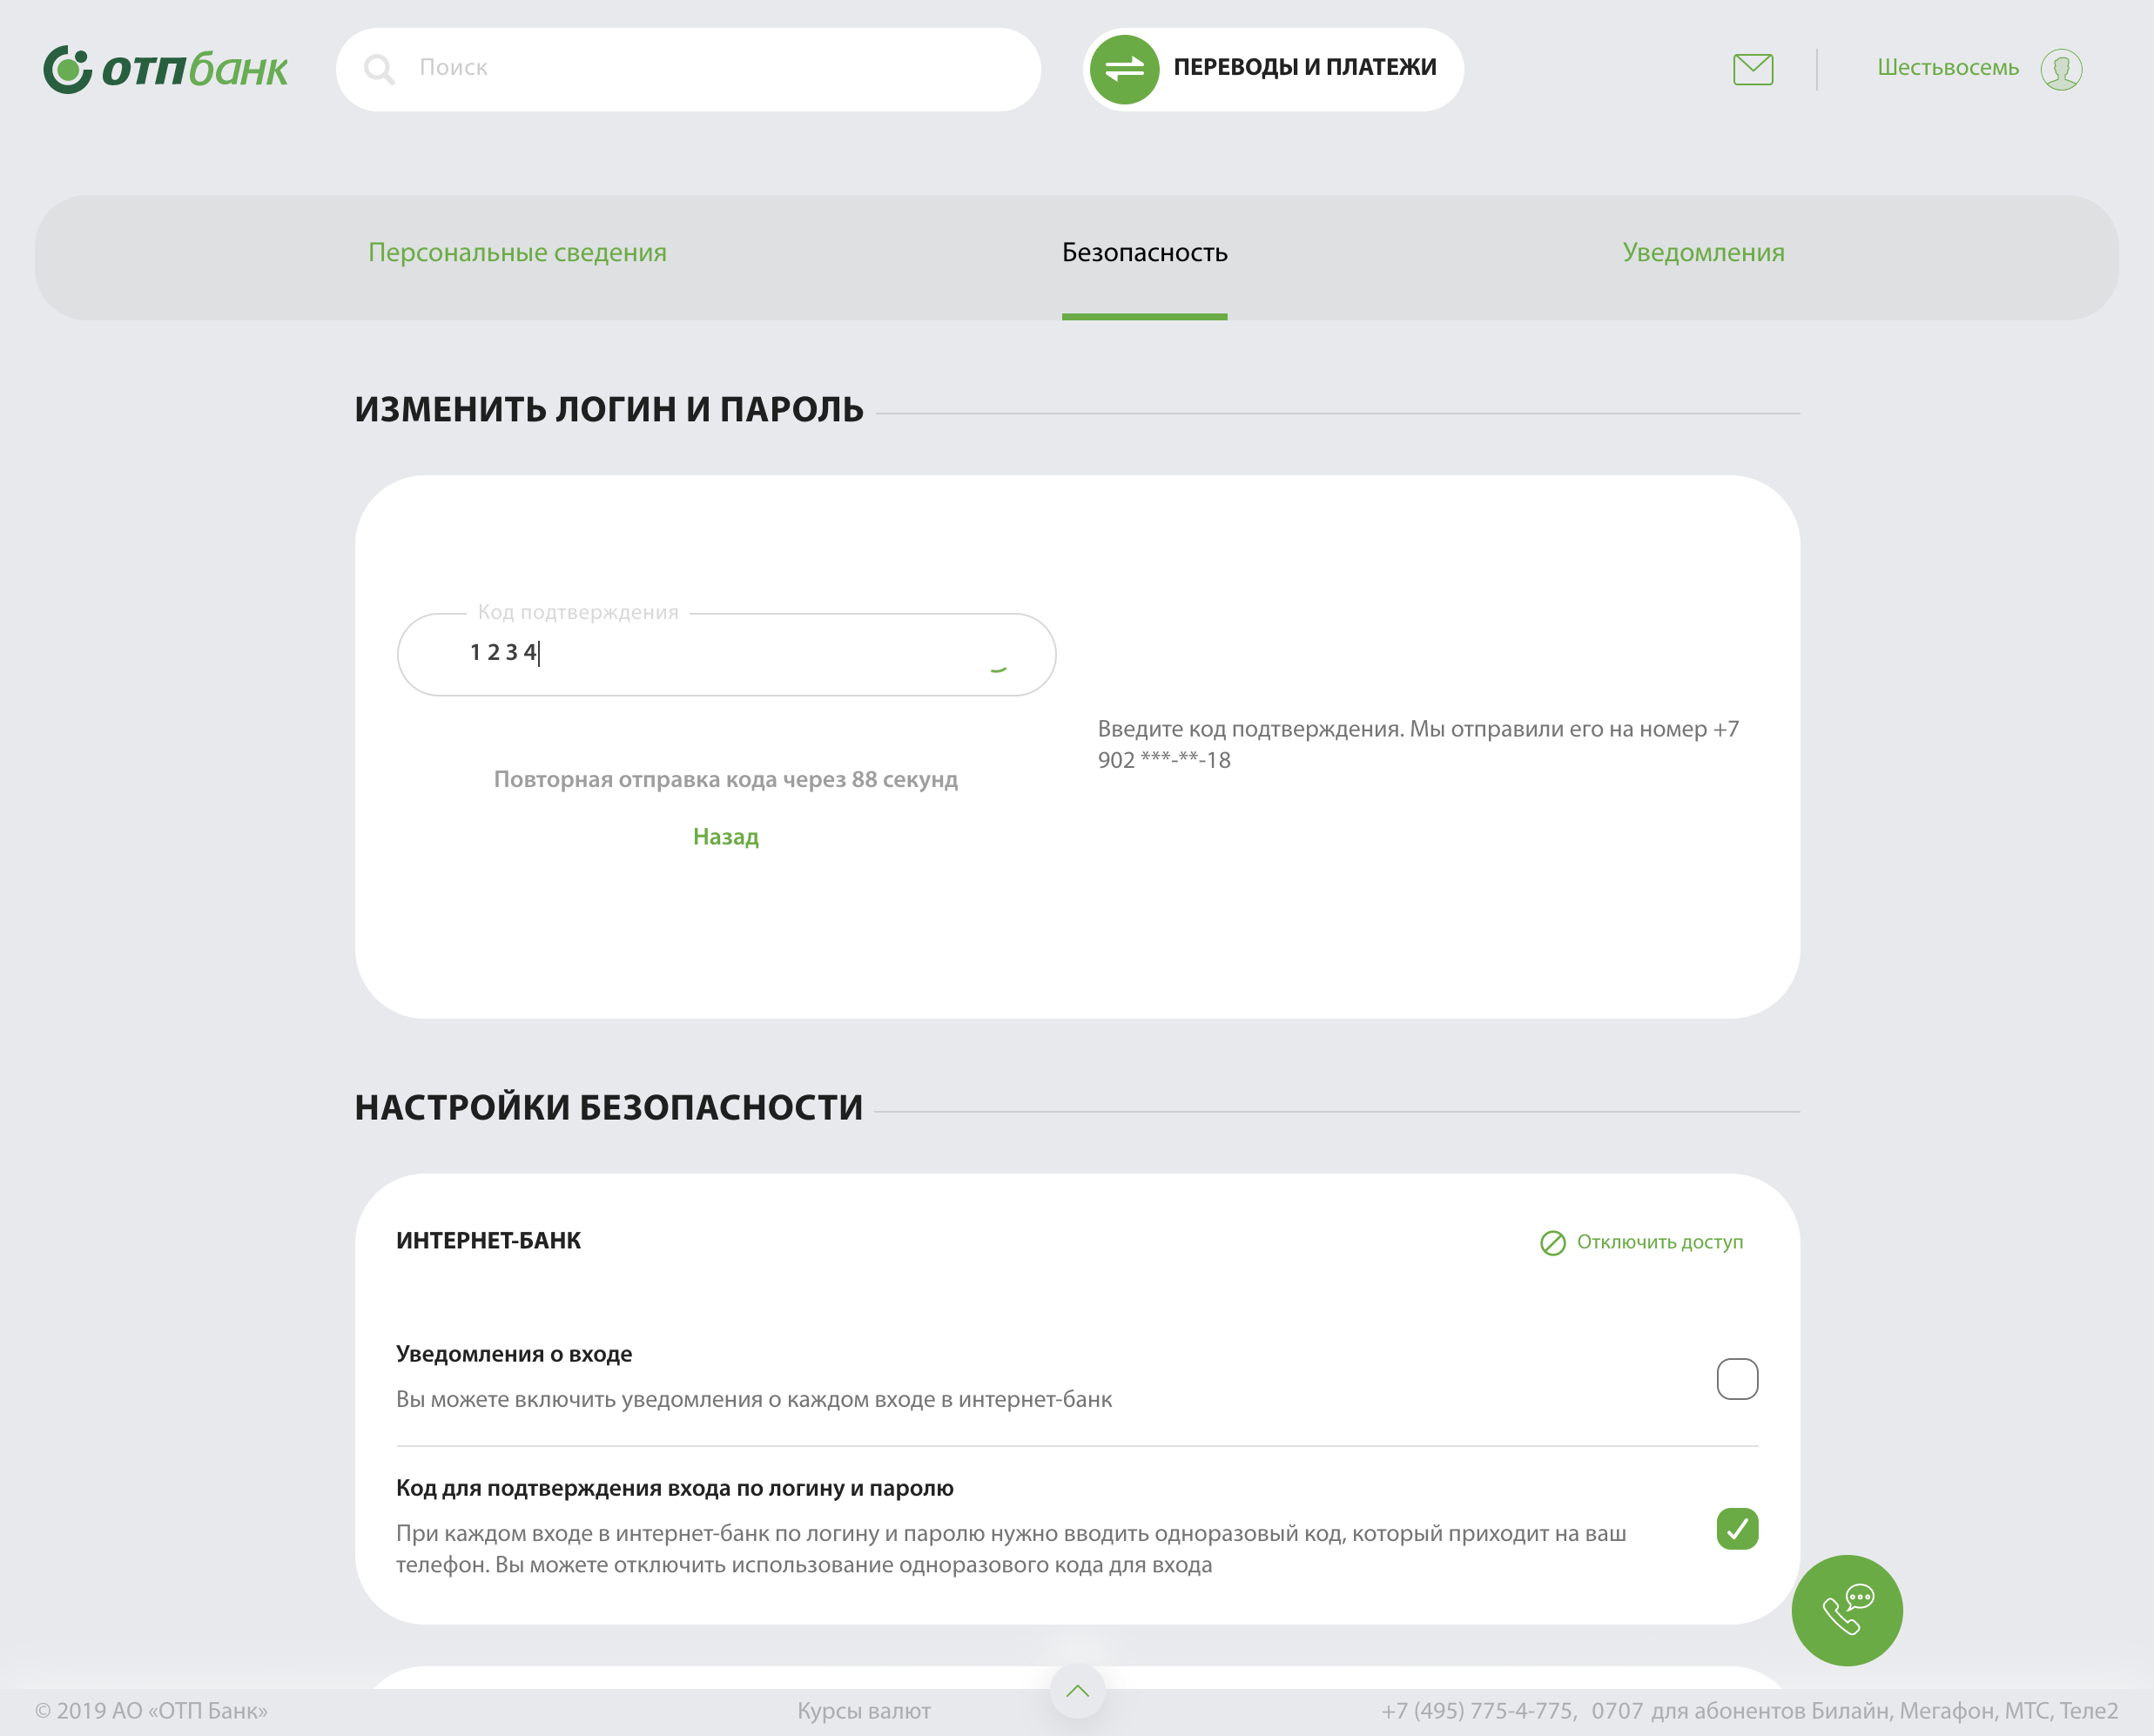 отпбанк
Поиск
ПЕРЕВОДЫ И ПЛАТЕЖИ
Шестьвосемь
Персональные сведения
Безопасность
Уведомления
ИЗМЕНИТЬ ЛОГИН И ПАРОЛЬ
Код подтверждения
1 2 3 4
Введите код подтверждения. Мы отправили его на номер +7
902 ***-**-18
Повторная отправка кода через 88 секунд
Назад
НАСТРОЙКИ БЕЗОПАСНОСТИ
ИНТЕРНЕТ-БАНК
Отключить доступ
Уведомления о входе
Вы можете включить уведомления о каждом входе в интернет-банк
Код для подтверждения входа по логину и паролю
При каждом входе в интернет-банк по логину и паролю нужно вводить одноразовый код, который приходит на ваш
телефон. Вы можете отключить использование одноразового кода для входа
© 2019 АО «ОТП Банк»
Курсы валют
+7 (495) 775-4-775, 0707 для абонентов Билайн, Мегафон, МТС, Теле2